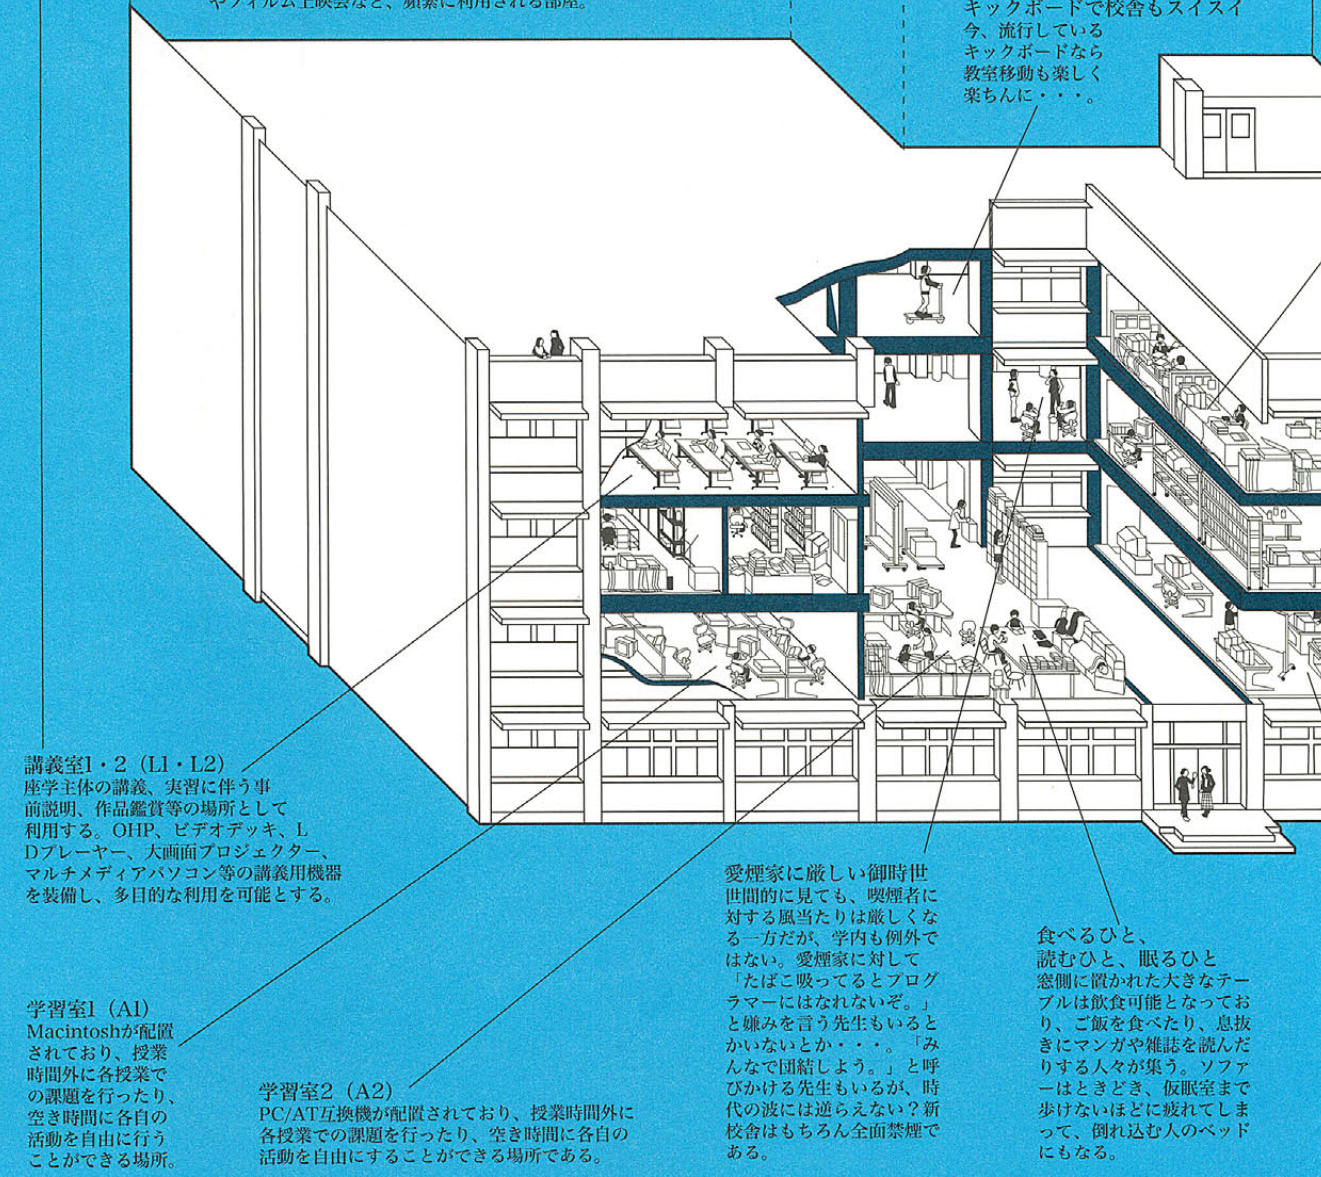 やフィルム上映会など、頻繁に利用される部屋。
キックボードで校舎もスイスイ
今、流行している
キックボードなら
教室移動も楽しく
楽ちんに・・・。
講義室1・2（L1・L2）
座学主体の講義、実習に伴う事
前説明、作品鑑賞等の場所として
利用する。OHP、ビデオデッキ、L
Dプレーヤー、大画面プロジェクター、
マルチメディアパソコン等の講義用機器
を装備し、多目的な利用を可能とする。
学習室1（A1）
Macintoshが配置
されており、授業
時間外に各授業で
の課題を行ったり、
空き時間に各自の
活動を自由に行う
ことができる場所。
学習室2（A2）
PC/AT互換機が配置されており、授業時間外に
各授業での課題を行ったり、空き時間に各自の
活動を自由にすることができる場所である。
愛煙家に厳しい御時世
世間的に見ても、喫煙者に
対する風当たりは厳しくな
る一方だが、学内も例外で
はない。愛煙家に対して
「たばこ吸ってるとプログ
ラマーにはなれないぞ。」
と嫌みを言う先生もいると
かいないとか・・・。「み
んなで団結しよう。」と呼
びかける先生もいるが、時
代の波には逆らえない？新
校舎はもちろん全面禁煙で
ある。
食べるひと、
読むひと、眠るひと
窓側に置かれた大きなテー
ブルは飲食可能となってお
り、ご飯を食べたり、息抜
きにマンガや雑誌を読んだ
りする人々が集う。ソファ
ーはときどき、仮眠室まで
歩けないほどに疲れてしま
って、倒れ込む人のベッド
にもなる。